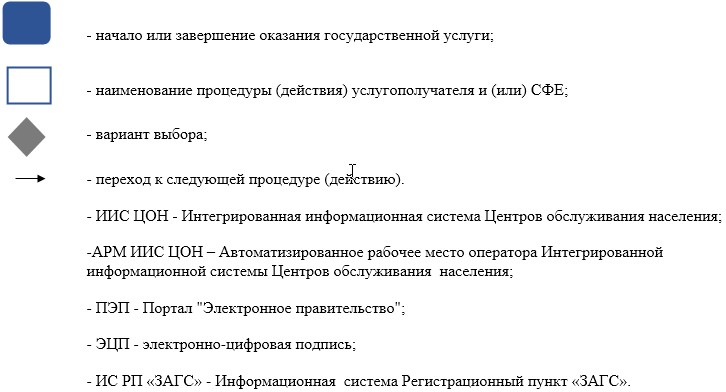 - начало или завершение оказания государственной услуги;
- наименование процедуры (действия) услугополучателя и (или) СФЕ;
- вариант выбора;
- переход к следующей процедуре (действию).
- ИИС ЦОН - Интегрированная информационная система Центров обслуживания населения;
-АРМ ИИС ЦОН – Автоматизированное рабочее место оператора Интегрированной
информационной системы Центров обслуживания населения;
- ПЭП - Портал "Электронное правительство";
- ЭЦП - электронно-цифровая подпись;
- ИС РП «ЗАГС» - Информационная система Регистрационный пункт «ЗАГС».